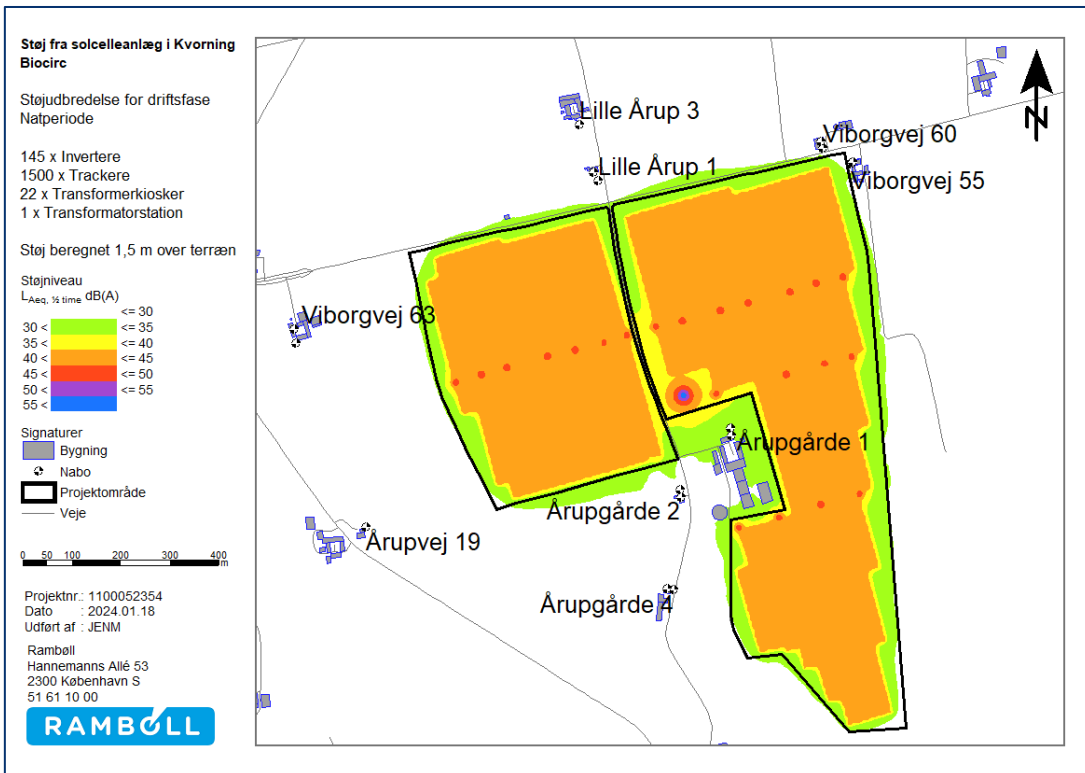 Støj fra solcelleanlæg i Kvorning
Biocirc
Støjudbredelse for driftsfase
Natperiode
145 x Invertere
1500 x Trackere
22 x Transformerkiosker
1 x Transformatorstation
Støj beregnet 1,5 m over terræn
Støjniveau
LAeq, ½ time dB(A)
<= 30
30 < <= 35
35 < <= 40
40 < <= 45
45 < <= 50
50 < <= 55
55 <
Signaturer
Bygning
Nabo
Projektområde
Veje
0 50 100 200 300 400
m
Projektnr.: 1100052354
Dato : 2024.01.18
Udført af : JENM
Rambøll
Hannemanns Allé 53
2300 København S
51 61 10 00
RAMBOLL
N
Lille Årup 3
Viborgvej 60
Lille Årup 1
Viborgvej 55
Viborgvej 63
Årupgårde 1
Årupgårde 2
Årupvej 19
Årupgårde 4